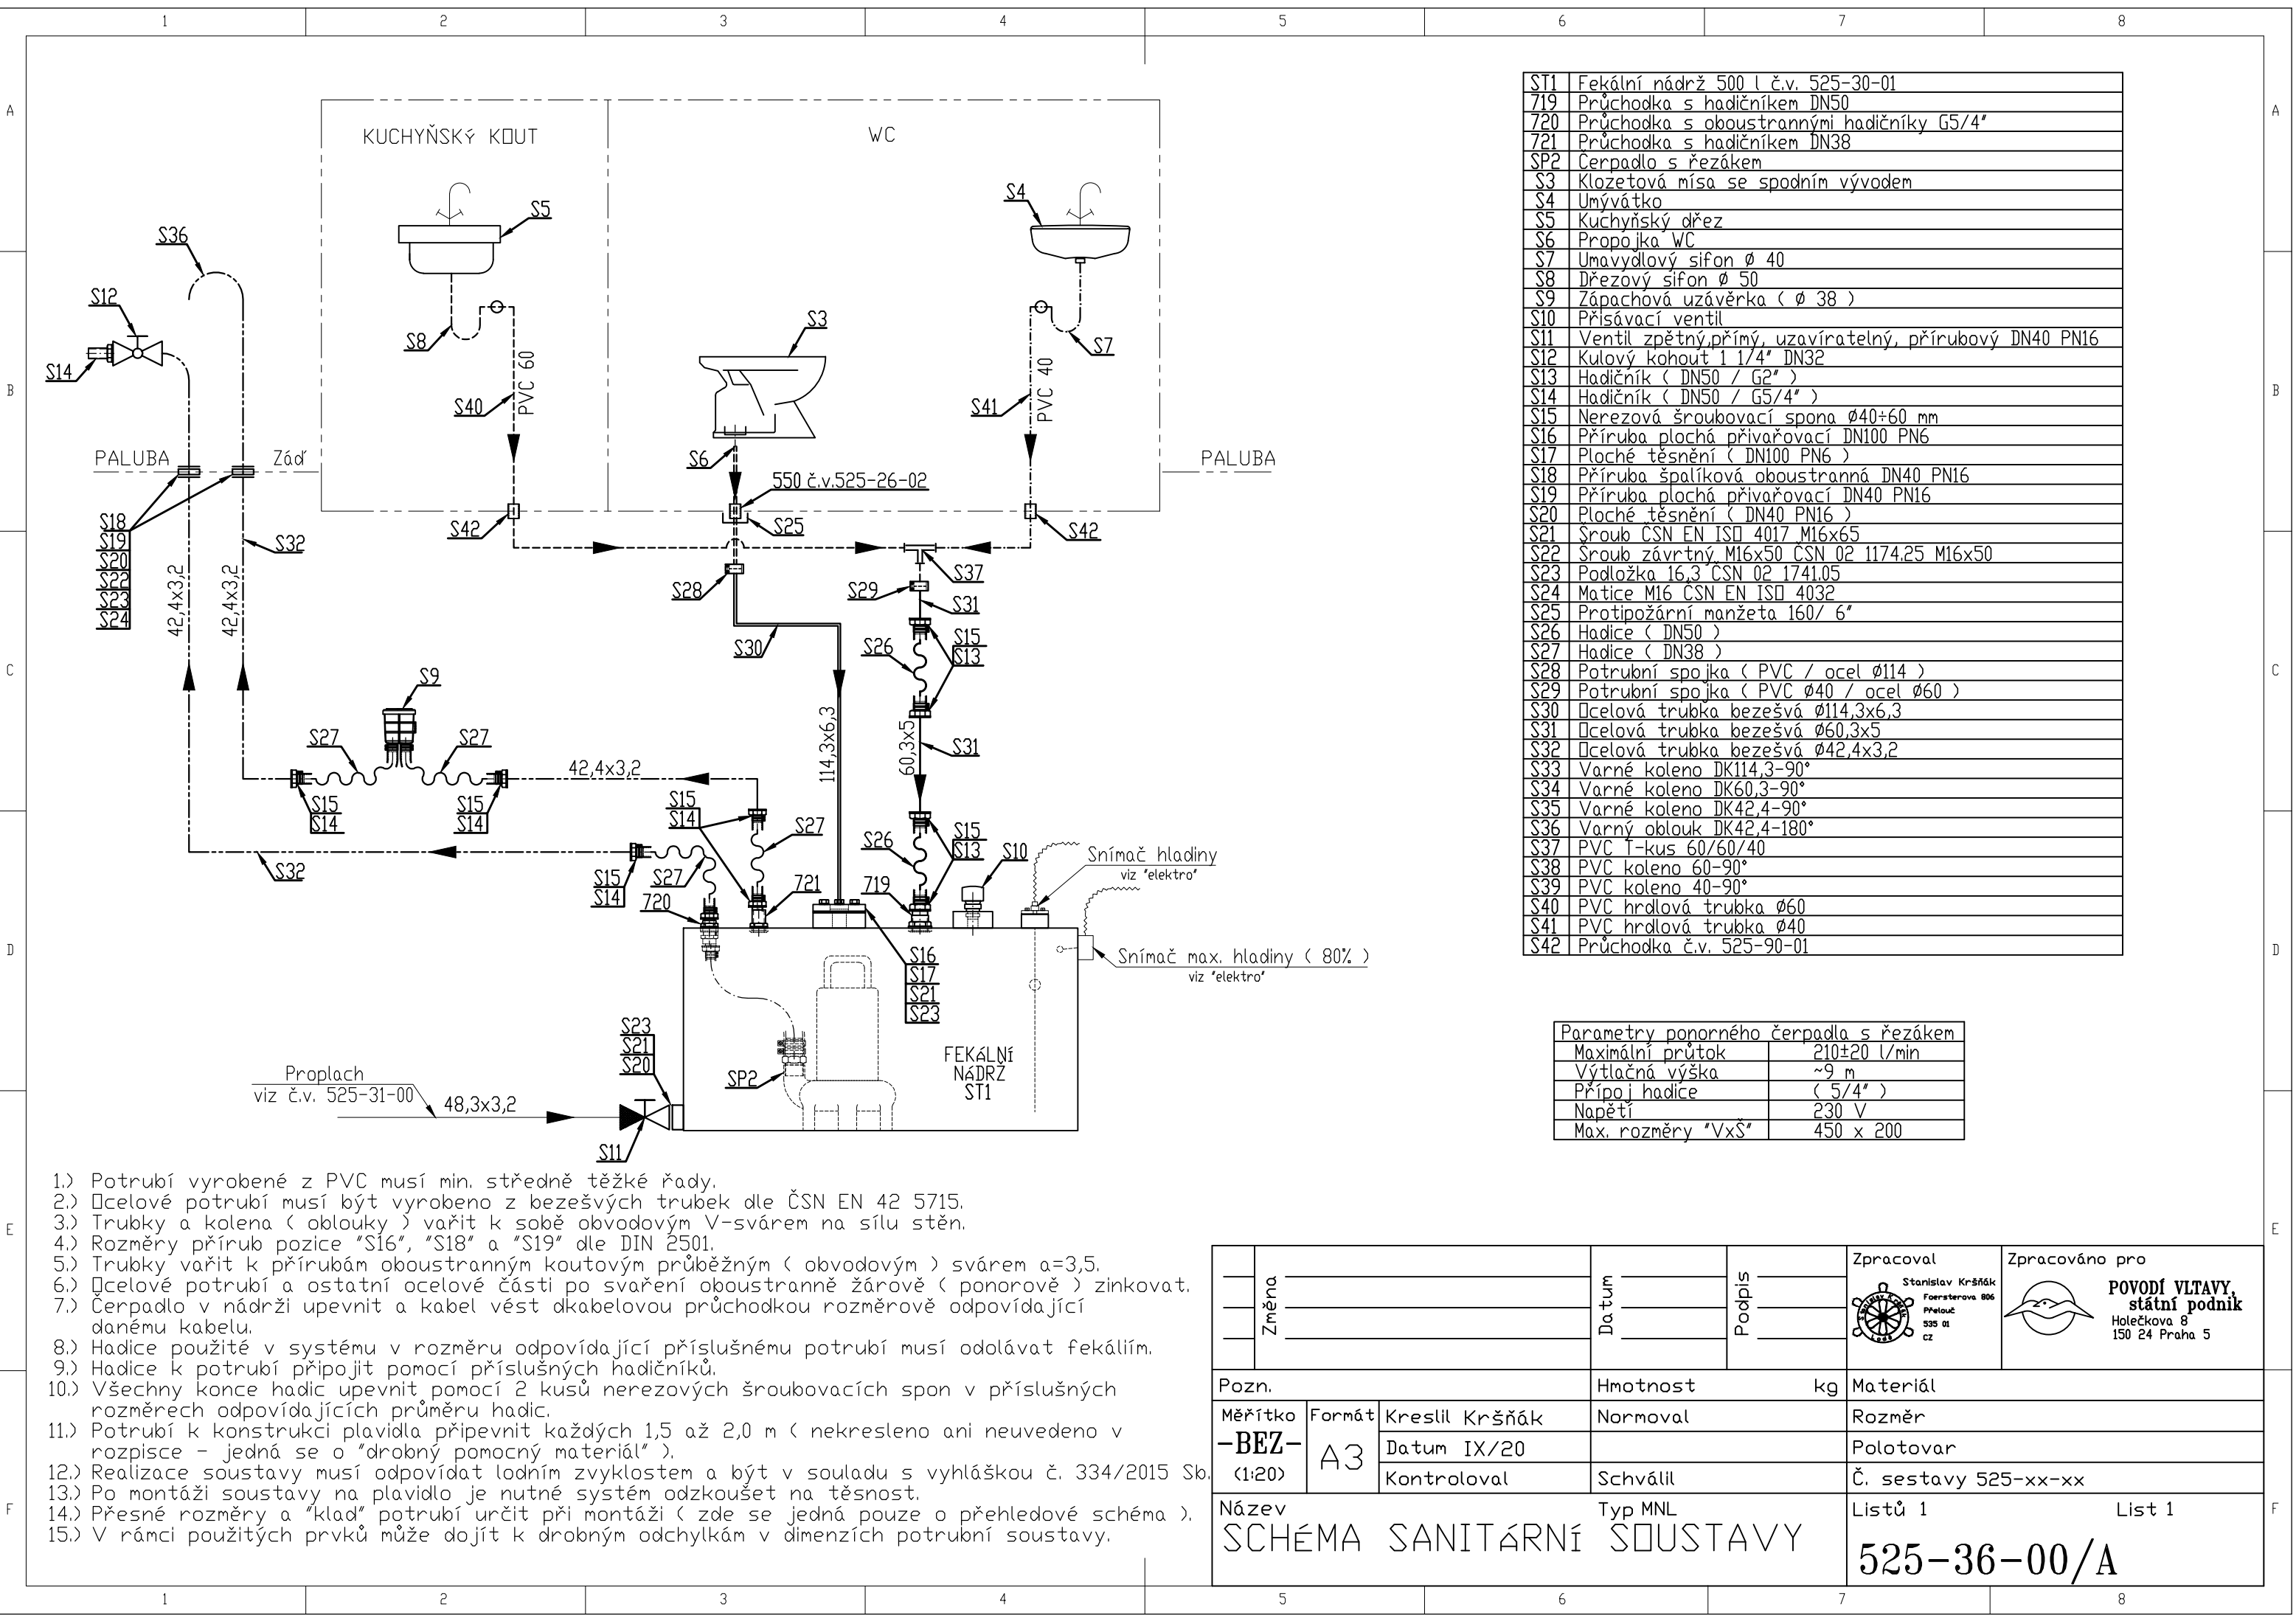 1 2 3 4 5 6 7 8
A
A
B
B
C
C
D
D
E
E
F
F
KUCHYŇSKÝ KOUT
WC
S5
S4
S36
S12
S14
S8
S3
S7
PVC 60
PVC 40
S40
S41
S6
PALUBA
Záď
PALUBA
550 č.v.525-26-02
S42
S25
S42
S18
S19
S20
S22
S23
S24
S32
42,4x3,2
42,4x3,2
S28
S37
S29
S31
S15
S13
S30
S26
S9
114,3x6,3
60,3x5
S31
S27
S27
42,4x3,2
S15
S14
S15
S14
S15
S14
S27
S15
S13
S26
S10
Snímač hladiny
viz "elektro"
S32
S15
S14
S27
720
721
719
Snímač max. hladiny ( 80% )
viz "elektro"
S16
S17
S21
S23
S23
S21
S20
SP2
FEKÁLNÍ
NÁDRŽ
ST1
Proplach
viz č.v. 525-31-00
48,3x3,2
S11
ST1 Fekální nádrž 500 l č.v. 525-30-01
719 Průchodka s hadičníkem DN50
720 Průchodka s oboustrannými hadičníky G5/4"
721 Průchodka s hadičníkem DN38
SP2 Čerpadlo s řezákem
S3 Klozetová mísa se spodním vývodem
S4 Umývátko
S5 Kuchyňský dřez
S6 Propojka WC
S7 Umavydlový sifon Ø 40
S8 Dřezový sifon Ø 50
S9 Zápachová uzávěrka ( Ø 38 )
S10 Přisávací ventil
S11 Ventil zpětný,přímý, uzavíratelný, přírubový DN40 PN16
S12 Kulový kohout 1 1/4" DN32
S13 Hadičník ( DN50 / G2" )
S14 Hadičník ( DN50 / G5/4" )
S15 Nerezová šroubovací spona Ø40÷60 mm
S16 Příruba plochá přivařovací DN100 PN6
S17 Ploché těsnění ( DN100 PN6 )
S18 Příruba špalíková oboustranná DN40 PN16
S19 Příruba plochá přivařovací DN40 PN16
S20 Ploché těsnění ( DN40 PN16 )
S21 Šroub ČSN EN ISO 4017 M16x65
S22 Šroub závrtný M16x50 ČSN 02 1174.25 M16x50
S23 Podložka 16,3 ČSN 02 1741.05
S24 Matice M16 ČSN EN ISO 4032
S25 Protipožární manžeta 160/ 6"
S26 Hadice ( DN50 )
S27 Hadice ( DN38 )
S28 Potrubní spojka ( PVC / ocel Ø114 )
S29 Potrubní spojka ( PVC Ø40 / ocel Ø60 )
S30 Ocelová trubka bezešvá Ø114,3x6,3
S31 Ocelová trubka bezešvá Ø60,3x5
S32 Ocelová trubka bezešvá Ø42,4x3,2
S33 Varné koleno DK114,3-90°
S34 Varné koleno DK60,3-90°
S35 Varné koleno DK42,4-90°
S36 Varný oblouk DK42,4-180°
S37 PVC T-kus 60/60/40
S38 PVC koleno 60-90°
S39 PVC koleno 40-90°
S40 PVC hrdlová trubka Ø60
S41 PVC hrdlová trubka Ø40
S42 Průchodka č.v. 525-90-01
Parametry ponorného čerpadla s řezákem
Maximální průtok 210±20 l/min
Výtlačná výška ~9 m
Přípoj hadice ( 5/4" )
Napětí 230 V
Max. rozměry "VxŠ" 450 x 200
1.) Potrubí vyrobené z PVC musí min. středně těžké řady.
2.) Ocelové potrubí musí být vyrobeno z bezešvých trubek dle ČSN EN 42 5715.
3.) Trubky a kolena ( oblouky ) vařit k sobě obvodovým V-svárem na sílu stěn.
4.) Rozměry přírub pozice "S16", "S18" a "S19" dle DIN 2501.
5.) Trubky vařit k přírubám oboustranným koutovým průběžným ( obvodovým ) svárem a=3,5.
6.) Ocelové potrubí a ostatní ocelové části po svaření oboustranně žárově ( ponorově ) zinkovat.
7.) Čerpadlo v nádrži upevnit a kabel vést dkabelovou průchodkou rozměrově odpovídající
danému kabelu.
8.) Hadice použité v systému v rozměru odpovídající příslušnému potrubí musí odolávat fekáliím.
9.) Hadice k potrubí připojit pomocí příslušných hadičníků.
10.) Všechny konce hadic upevnit pomocí 2 kusů nerezových šroubovacích spon v příslušných
rozměrech odpovídajících průměru hadic.
11.) Potrubí k konstrukci plavidla připevnit každých 1,5 až 2,0 m ( nekresleno ani neuvedeno v
rozpisce - jedná se o "drobný pomocný materiál" ).
12.) Realizace soustavy musí odpovídat lodním zvyklostem a být v souladu s vyhláškou č. 334/2015 Sb.
13.) Po montáži soustavy na plavidlo je nutné systém odzkoušet na těsnost.
14.) Přesné rozměry a "klad" potrubí určit při montáži ( zde se jedná pouze o přehledové schéma ).
15.) V rámci použitých prvků může dojít k drobným odchylkám v dimenzích potrubní soustavy.
Změna
Datum
Podpis
Zpracoval
Stanislav Kršňák
Foersterova 806
Přelouč
535 01
CZ
Zpracováno pro
POVODÍ VLTAVY,
státní podnik
Holečkova 8
150 24 Praha 5
Pozn.
Hmotnost kg
Materiál
Měřítko
-BEZ-
(1:20)
Formát
A3
Kreslil Kršňák
Normoval
Rozměr
Datum IX/20
Polotovar
Kontroloval
Schválil
Č. sestavy 525-xx-xx
Název
Typ MNL
SCHÉMA SANITÁRNÍ SOUSTAVY
Listů 1
List 1
525-36-00/A
1 2 3 4 5 6 7 8